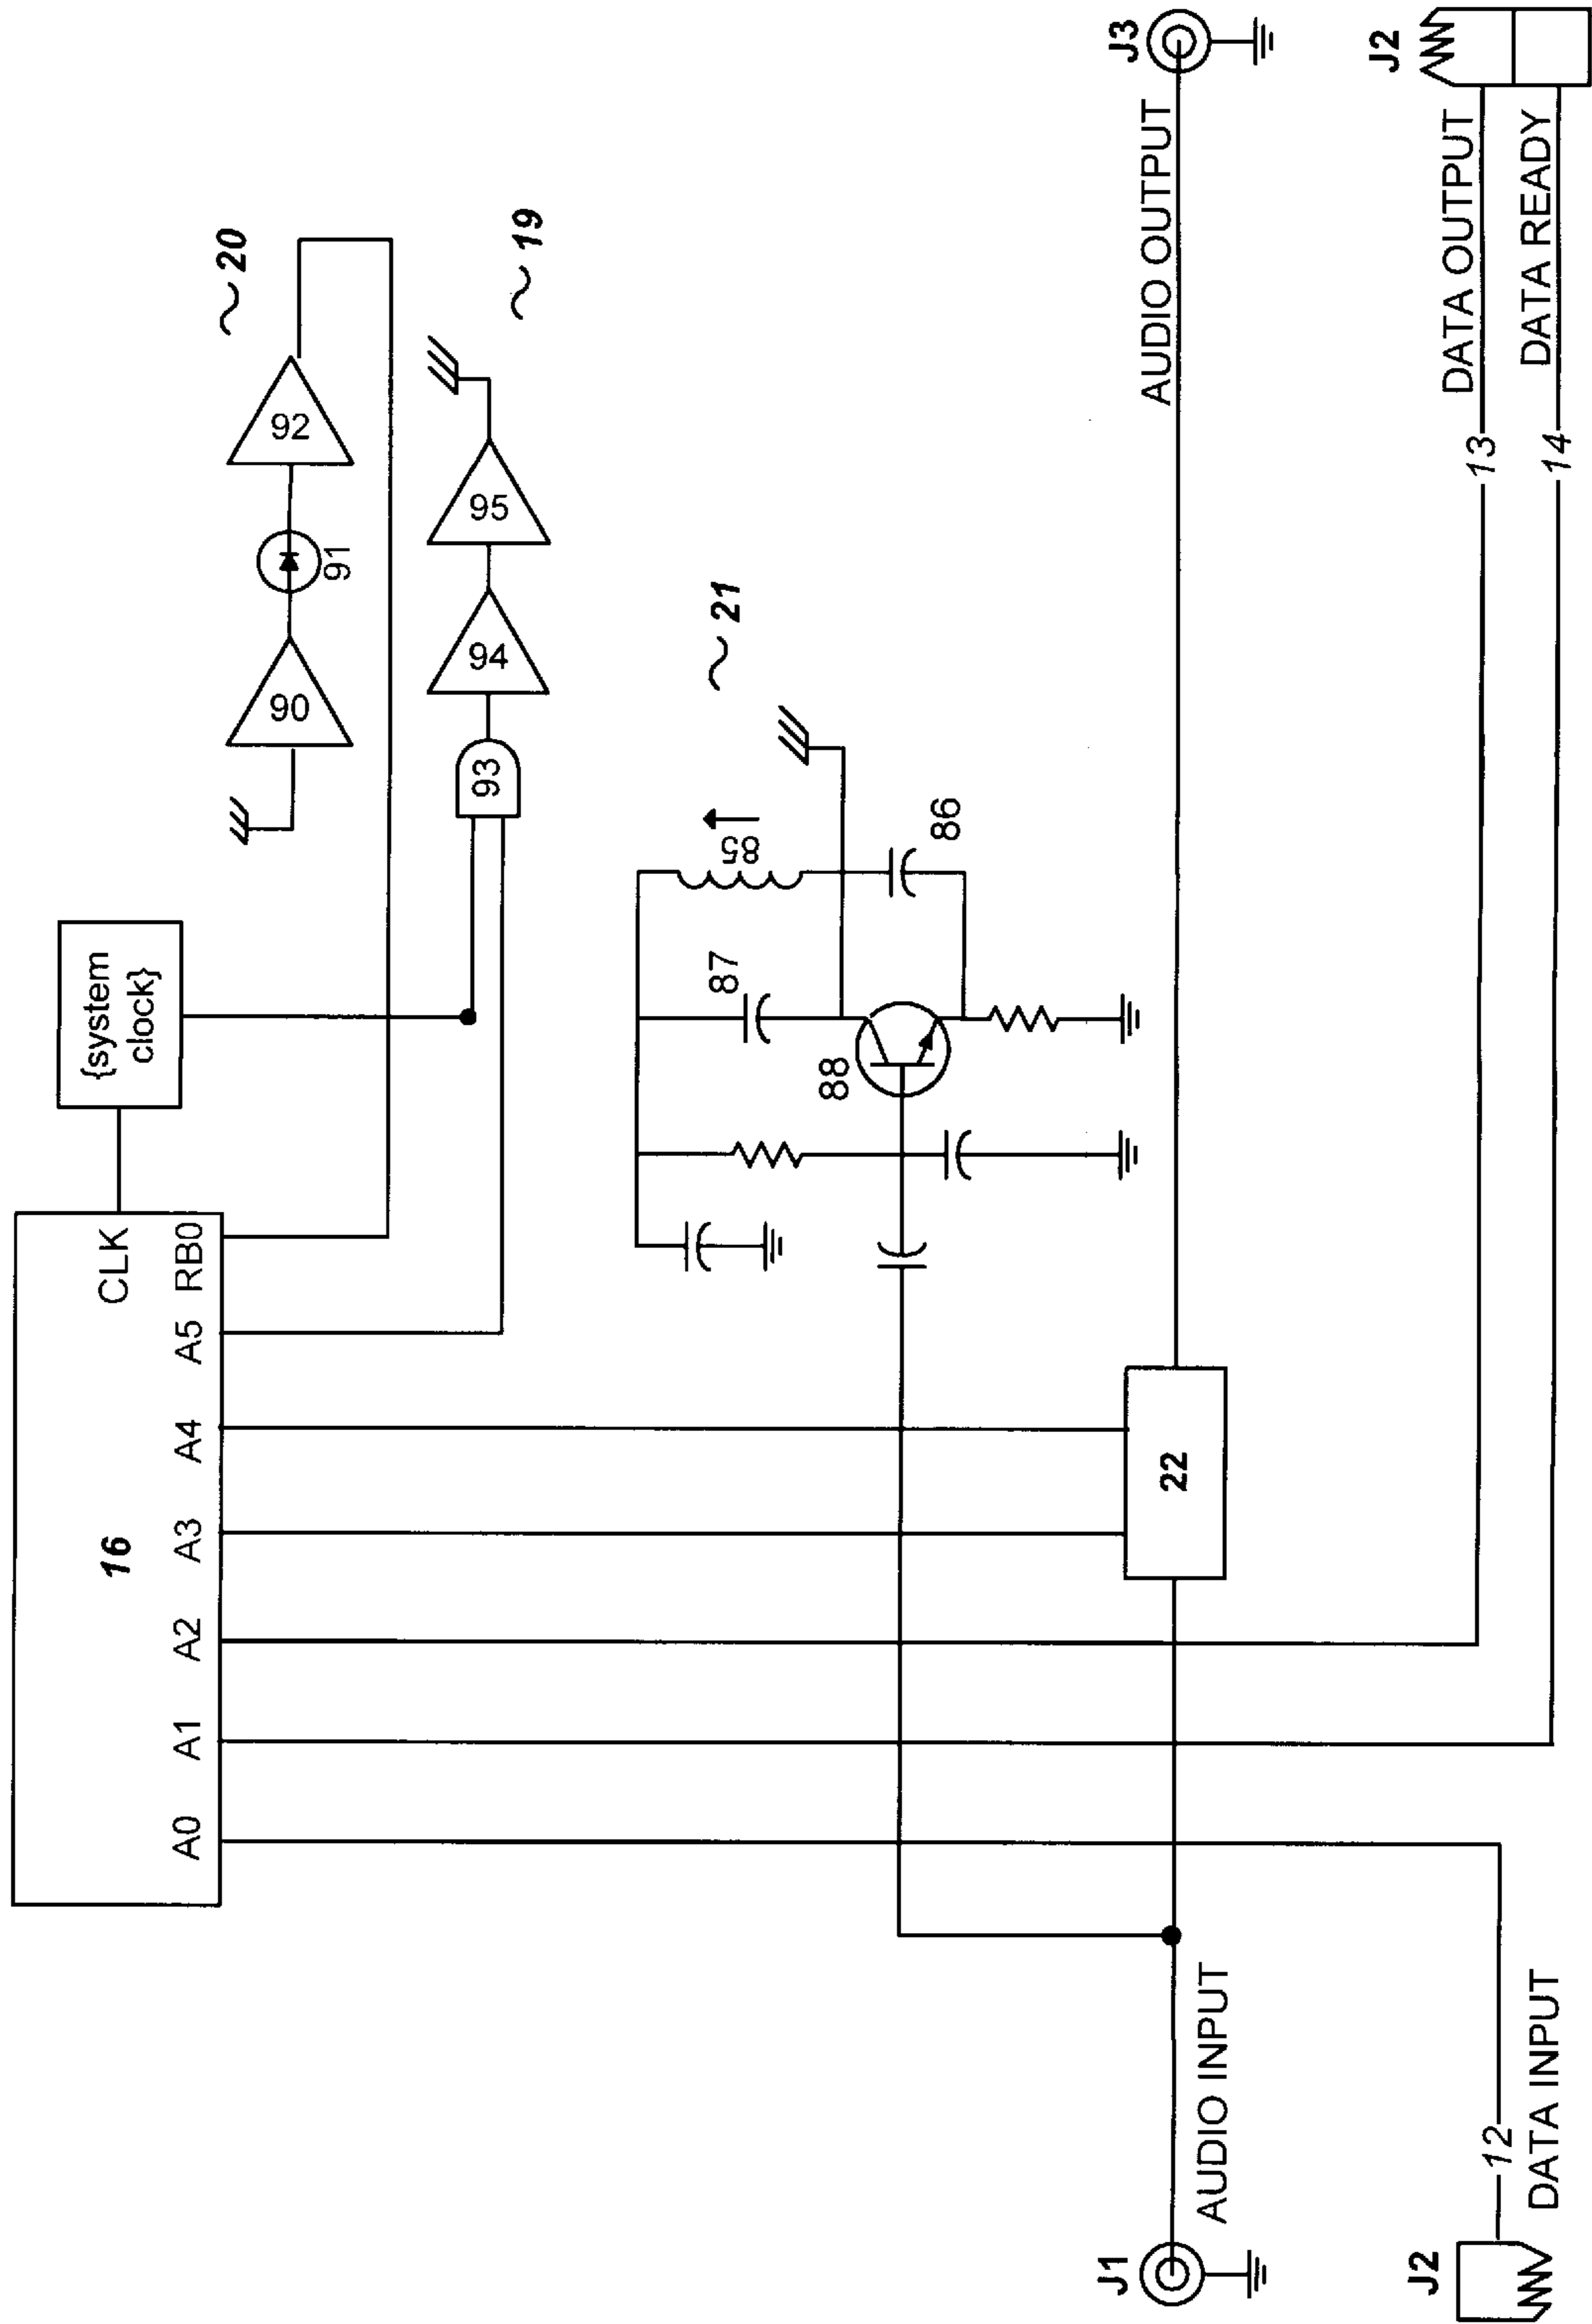 16
CLK
{system
clock}
A0 A1 A2 A3 A4 A5 RB0
20
90
92
91
93
94
95
19
21
85
87
88
86
J1
J3
AUDIO OUTPUT
22
AUDIO INPUT
J2
J2
DATA OUTPUT
12
13
DATA INPUT
14
DATA READY